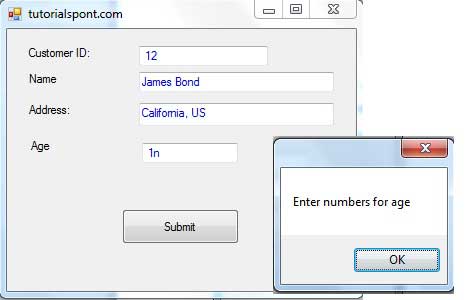 tutorialspont.com
Customer ID: 12
Name James Bond
Address: California, US
Age 1n
Submit
Enter numbers for age
OK